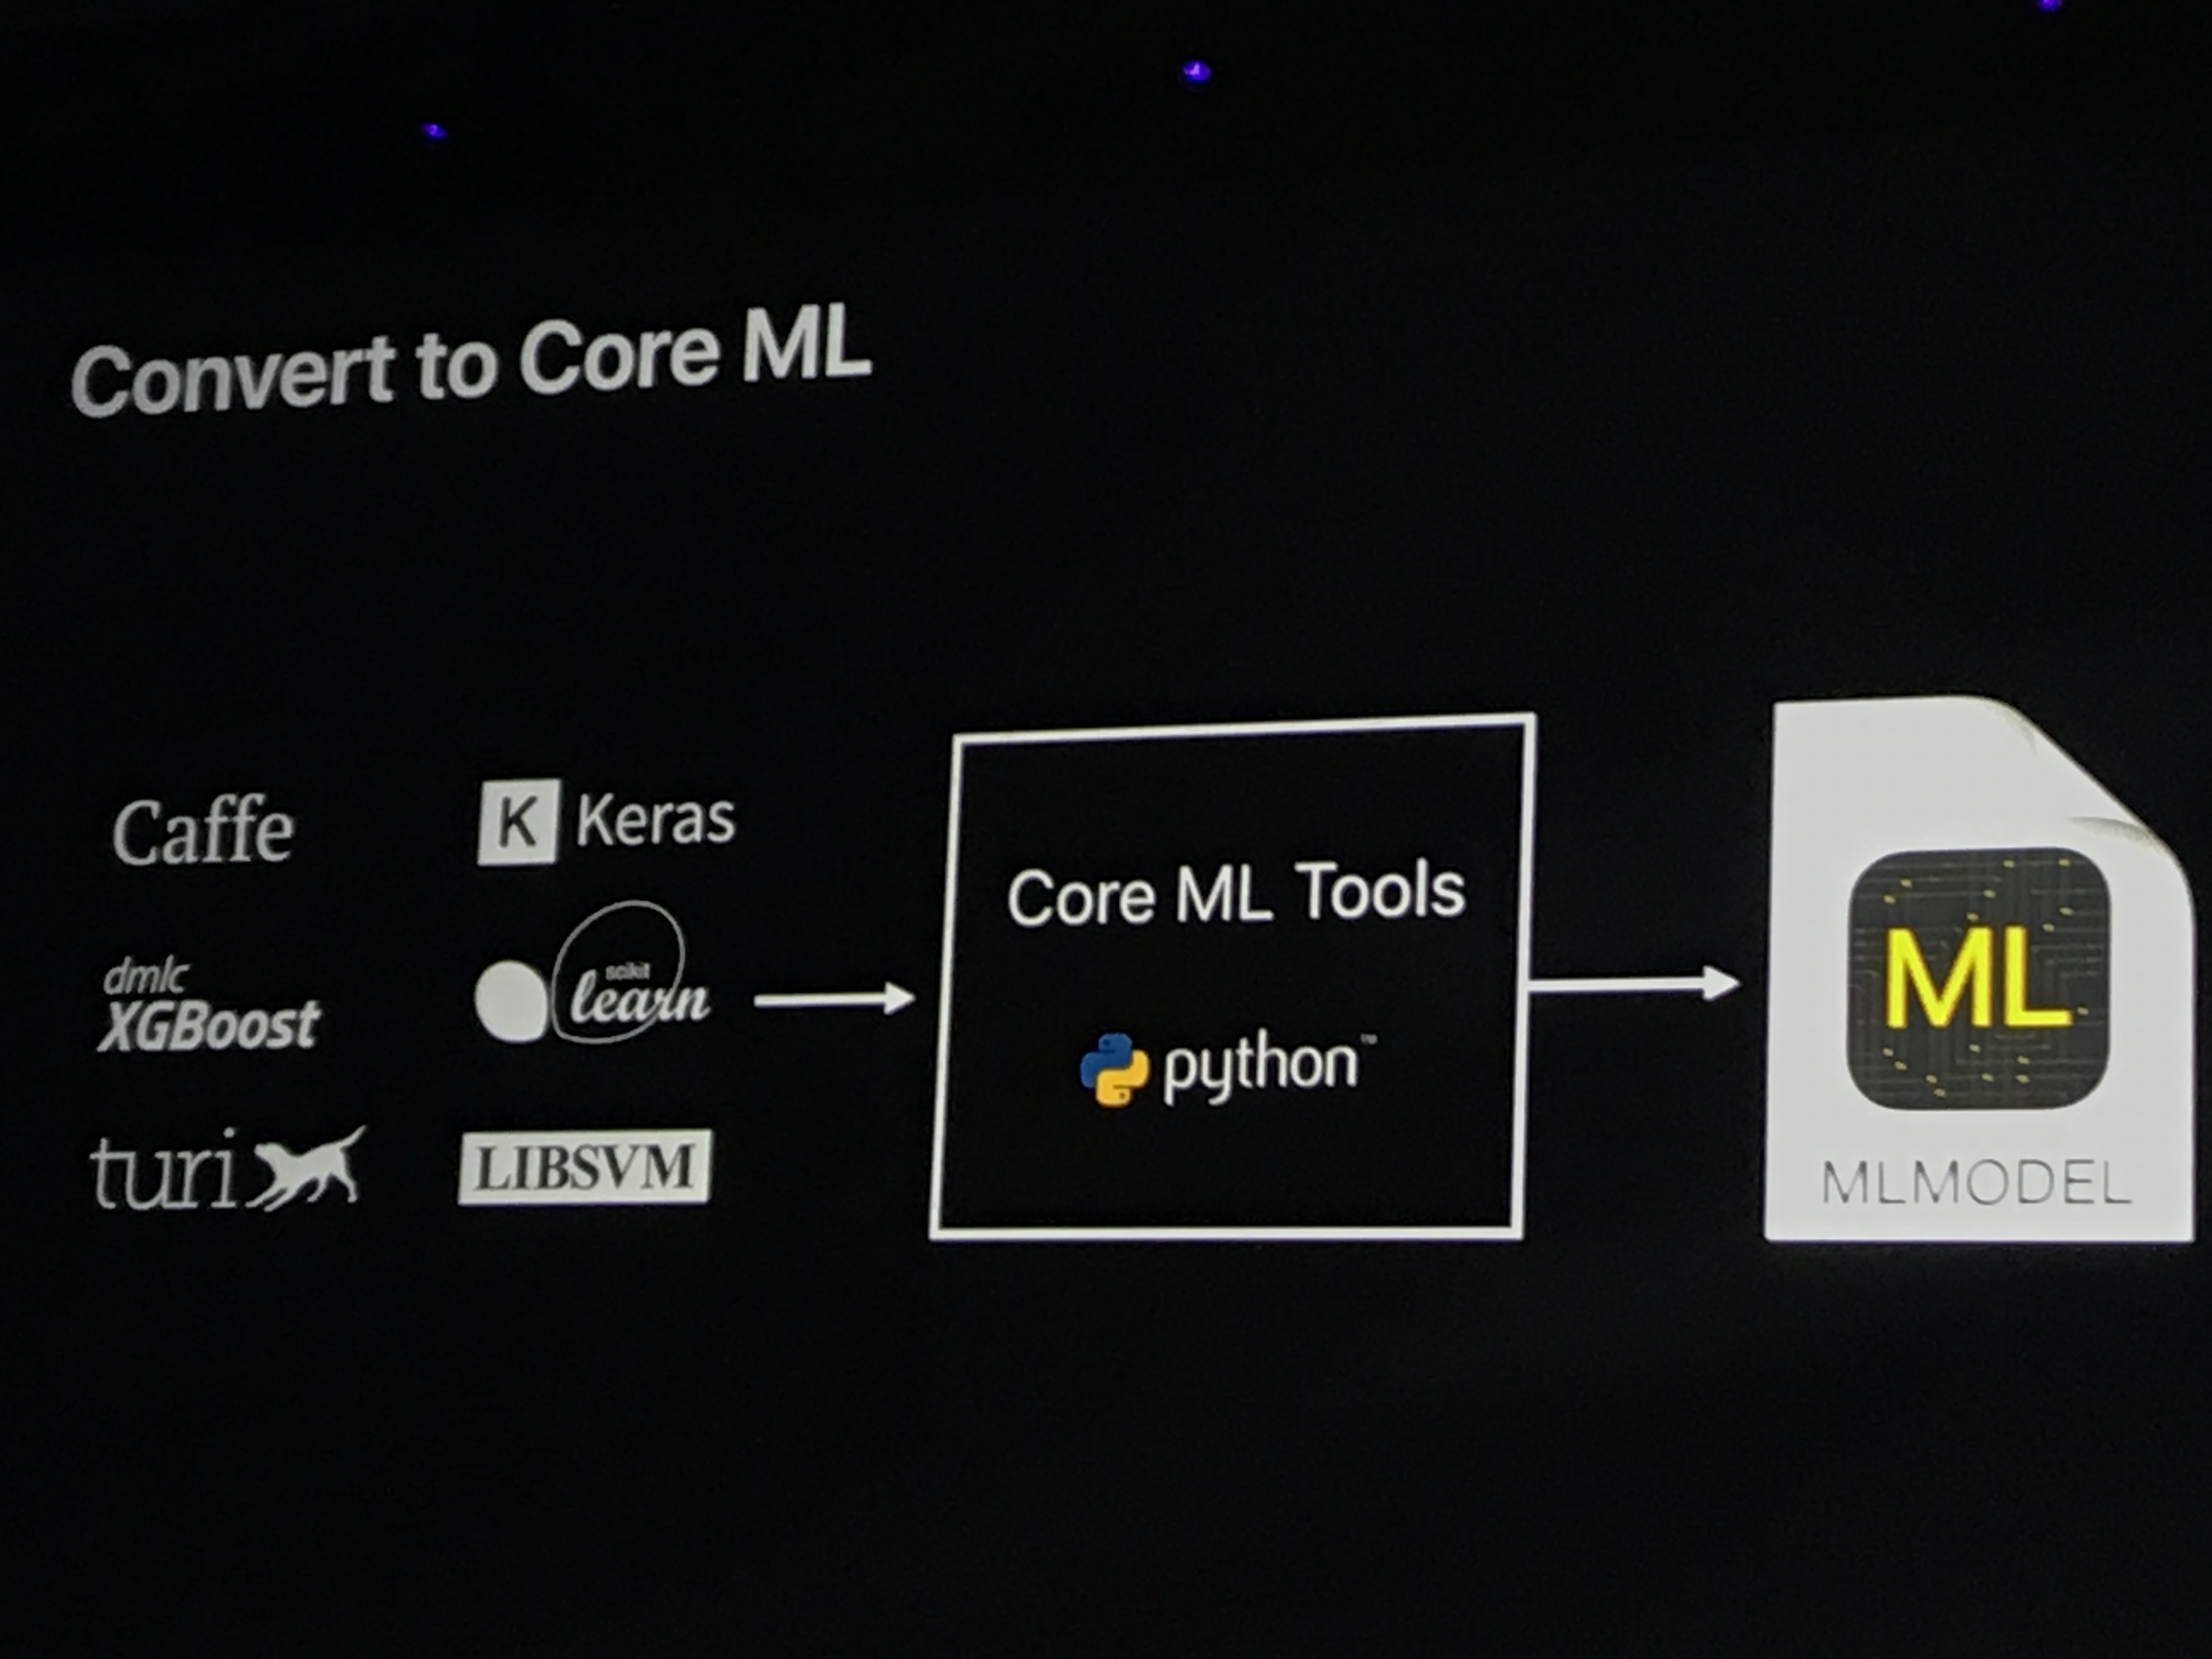 Convert to Core ML
Caffe
K Keras
dmlc
XGBoost
scikit
learn
turi
LIBSVM
Core ML Tools
python™
ML
MLMODEL